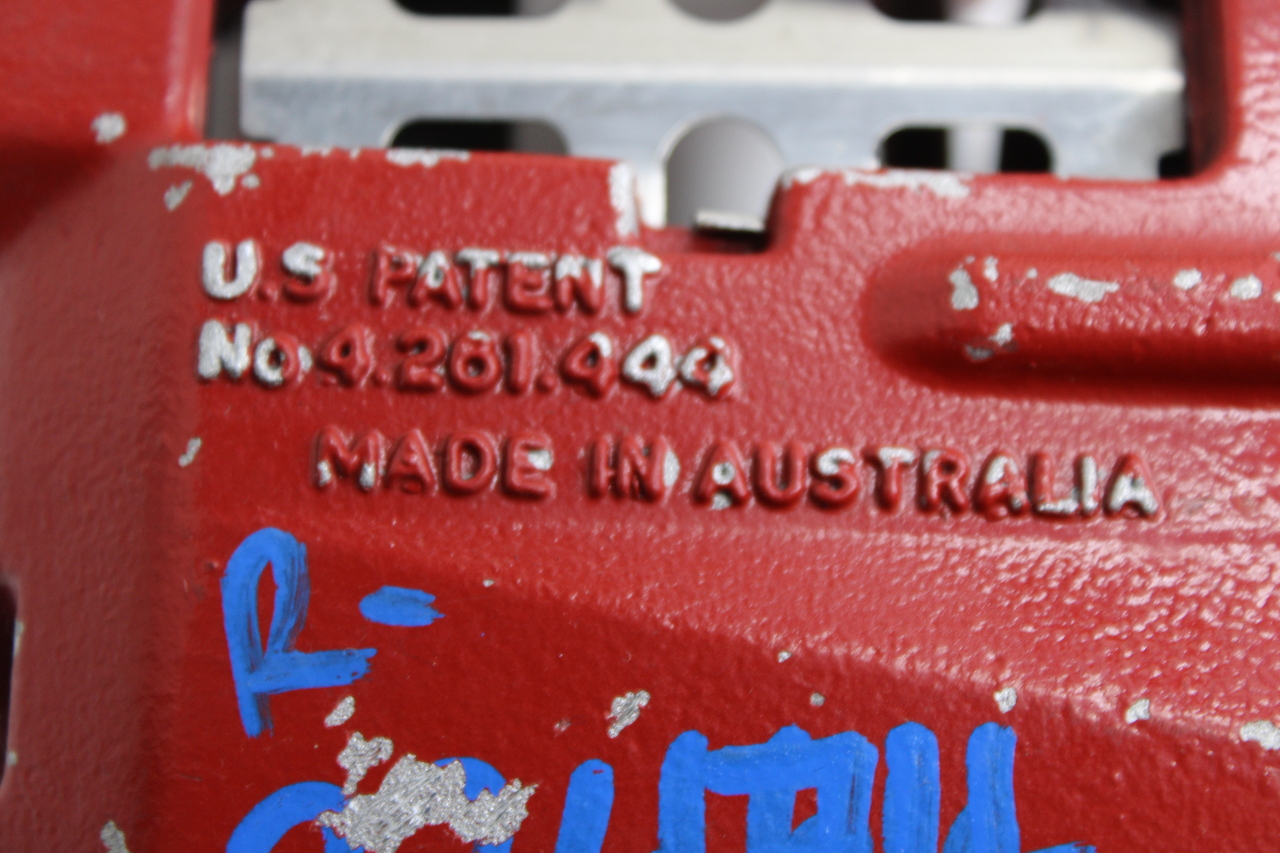 U.S PATENT
No 4.261.444
MADE IN AUSTRALIA
R-